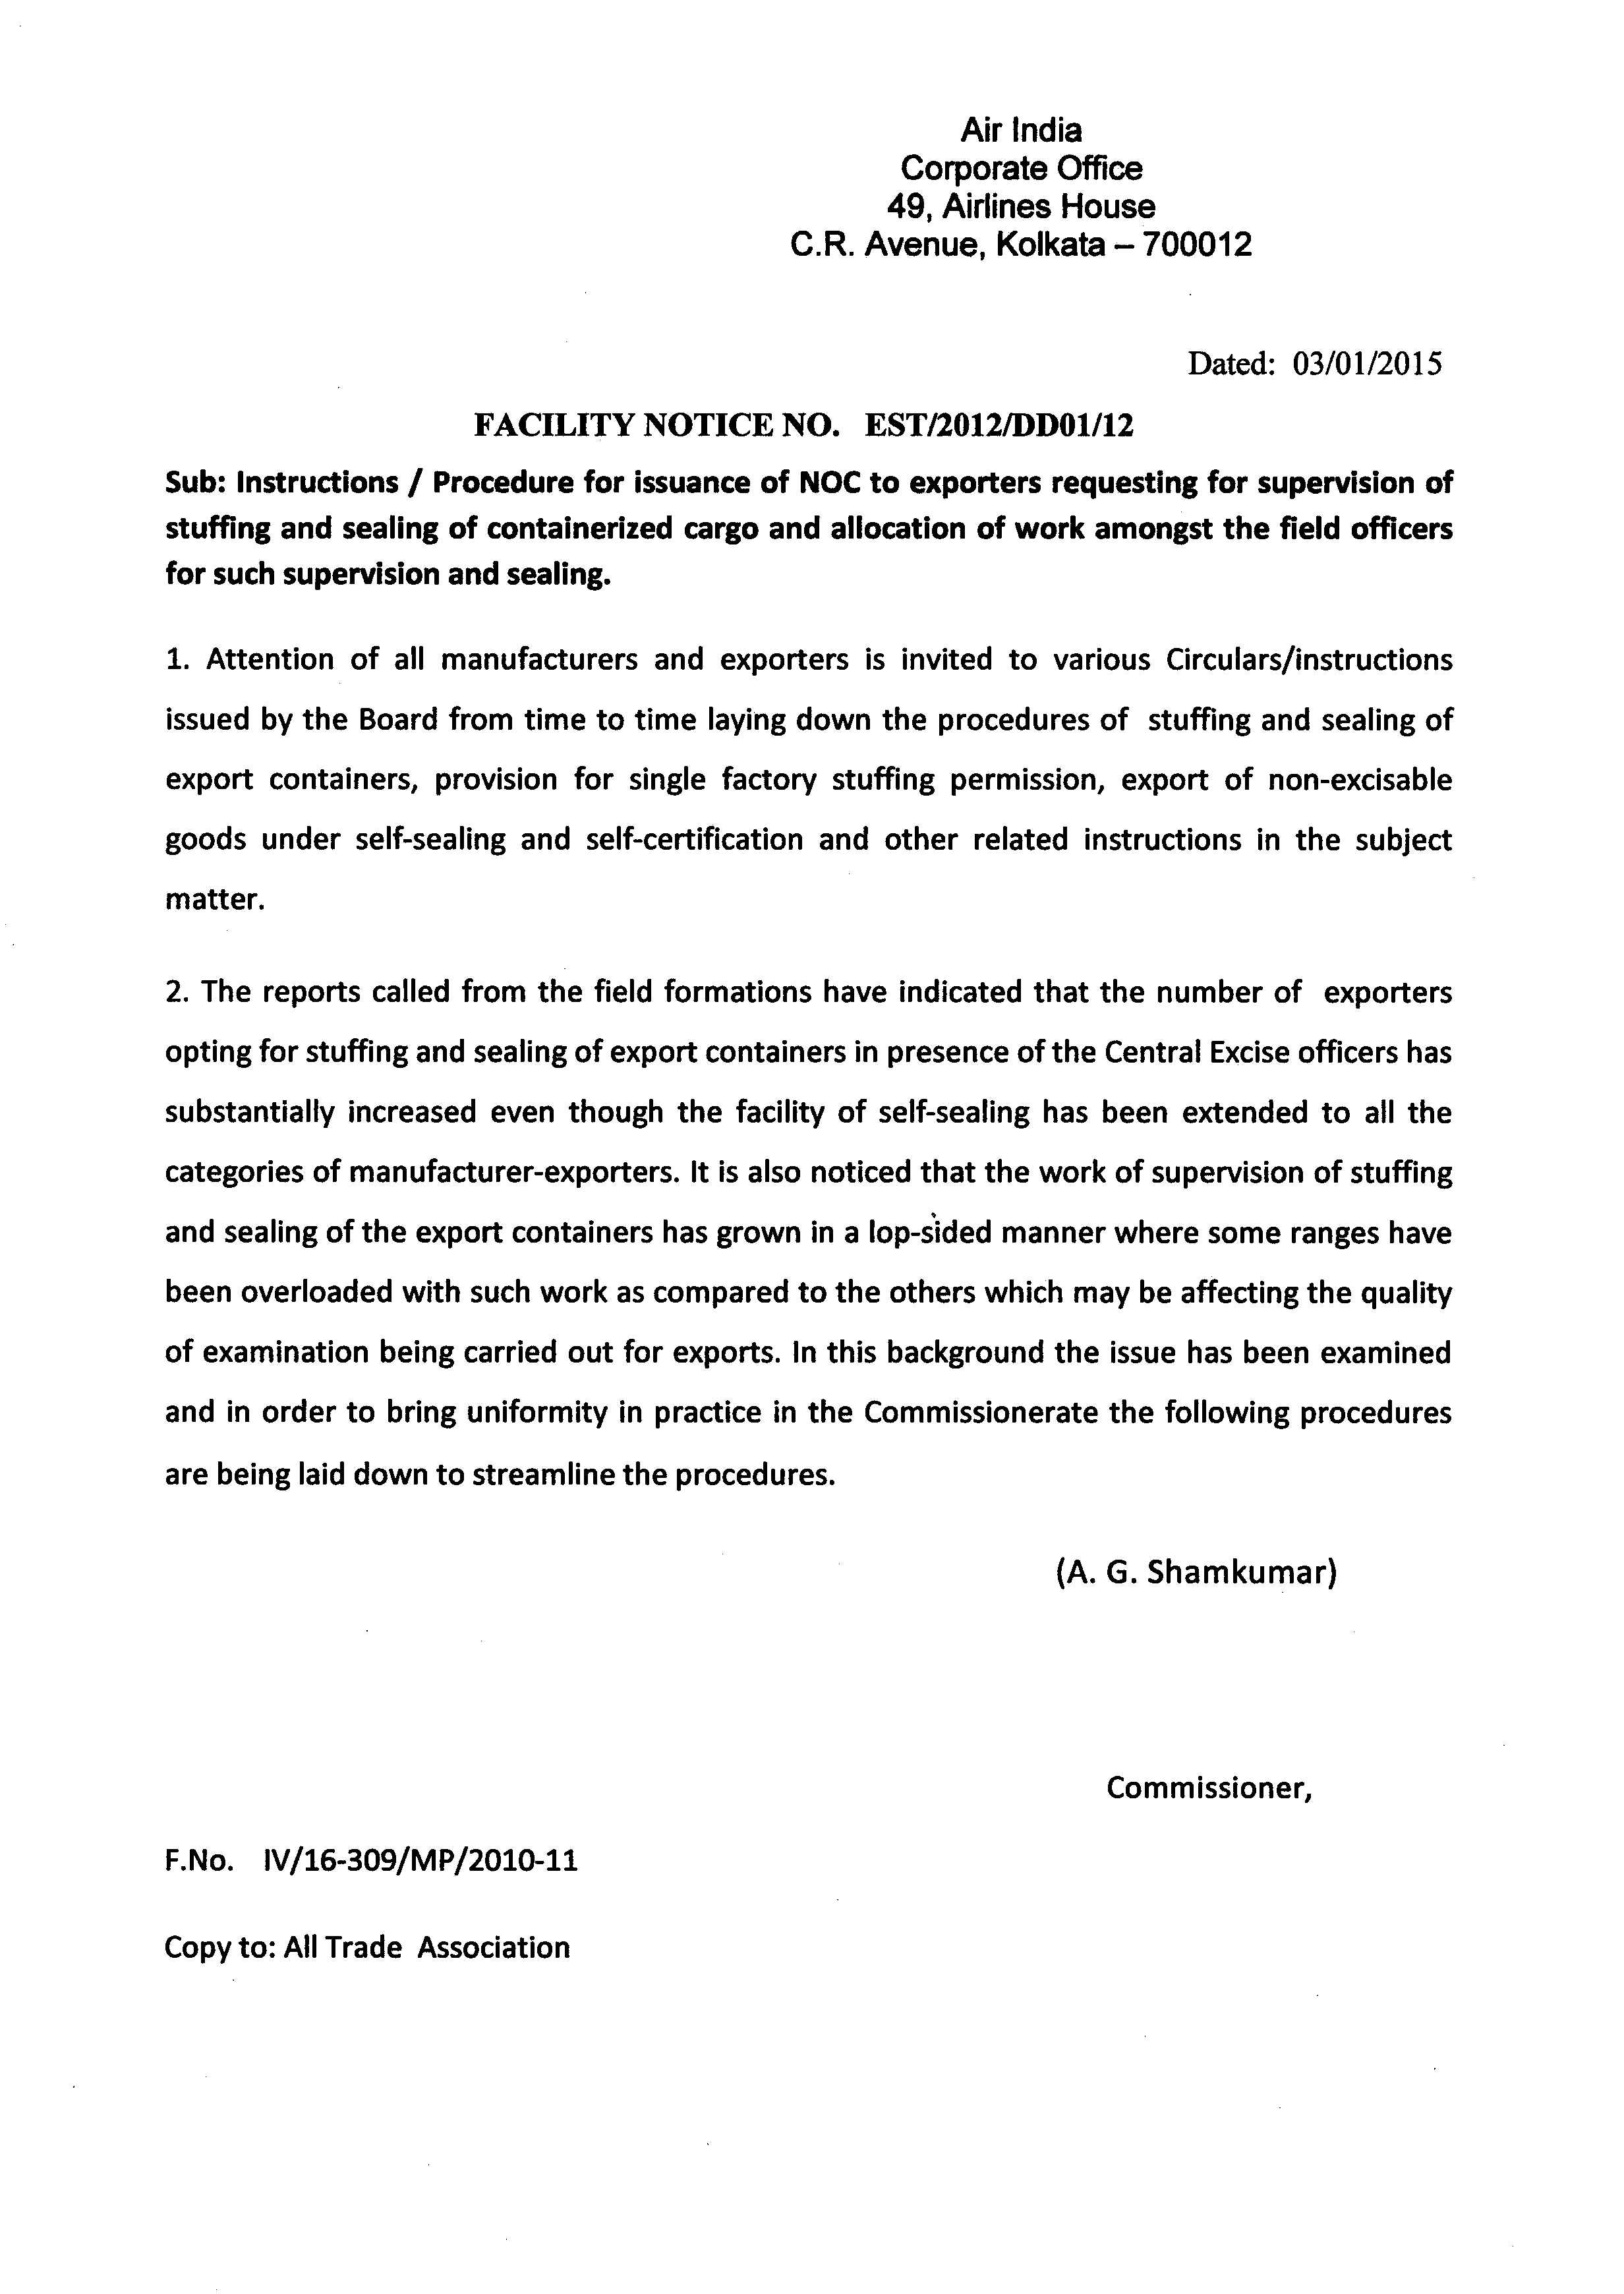 Air India
Corporate Office
49, Airlines House
C.R. Avenue, Kolkata – 700012
Dated: 03/01/2015
FACILITY NOTICE NO. EST/2012/DD01/12
Sub: Instructions / Procedure for issuance of NOC to exporters requesting for supervision of
stuffing and sealing of containerized cargo and allocation of work amongst the field officers
for such supervision and sealing.
1. Attention of all manufacturers and exporters is invited to various Circulars/instructions
issued by the Board from time to time laying down the procedures of stuffing and sealing of
export containers, provision for single factory stuffing permission, export of non-excisable
goods under self-sealing and self-certification and other related instructions in the subject
matter.
2. The reports called from the field formations have indicated that the number of exporters
opting for stuffing and sealing of export containers in presence of the Central Excise officers has
substantially increased even though the facility of self-sealing has been extended to all the
categories of manufacturer-exporters. It is also noticed that the work of supervision of stuffing
and sealing of the export containers has grown in a lop-sided manner where some ranges have
been overloaded with such work as compared to the others which may be affecting the quality
of examination being carried out for exports. In this background the issue has been examined
and in order to bring uniformity in practice in the Commissionerate the following procedures
are being laid down to streamline the procedures.
(A. G. Shamkumar)
Commissioner,
F.No. IV/16-309/MP/2010-11
Copy to: All Trade Association